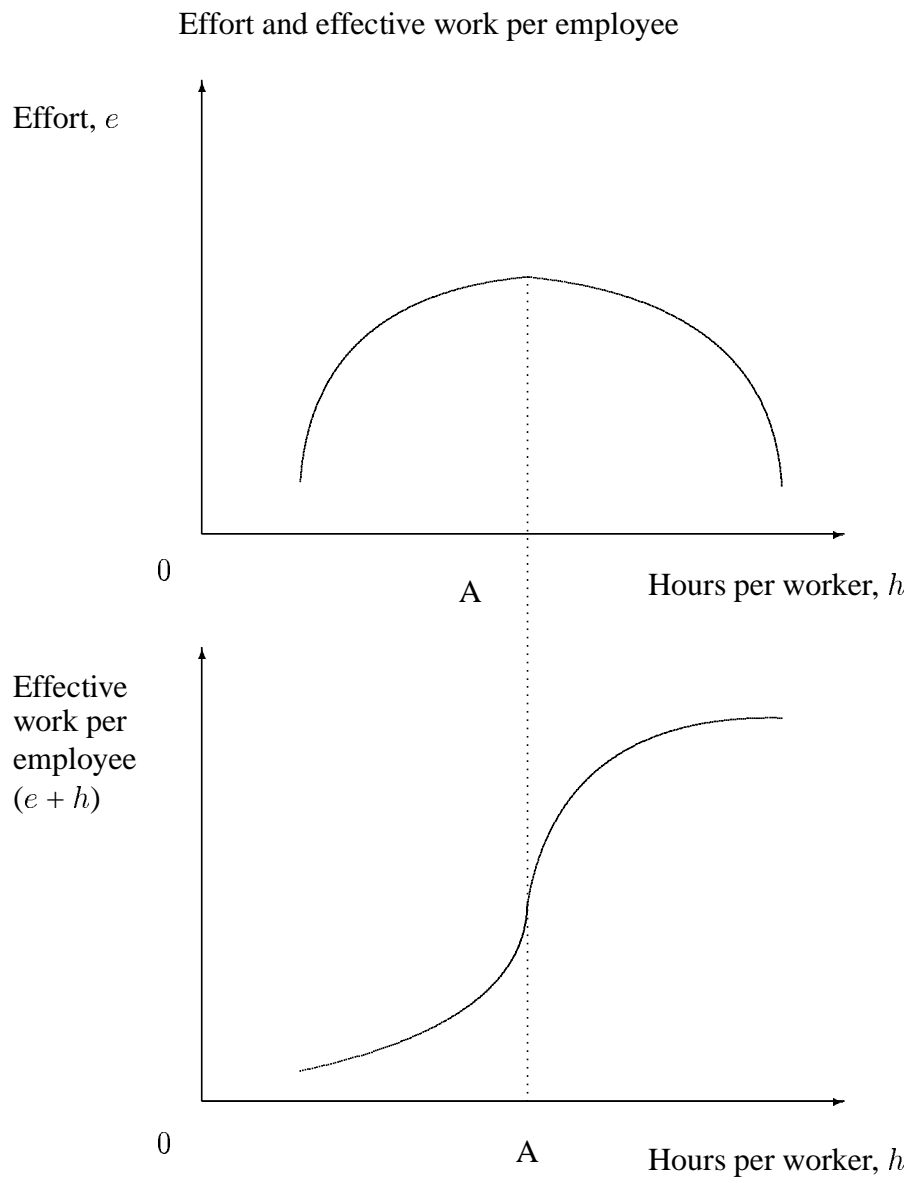 Effort and effective work per employee
Effort, e
0
A
Hours per worker, h
Effective
work per
employee
(e + h)
0
A
Hours per worker, h